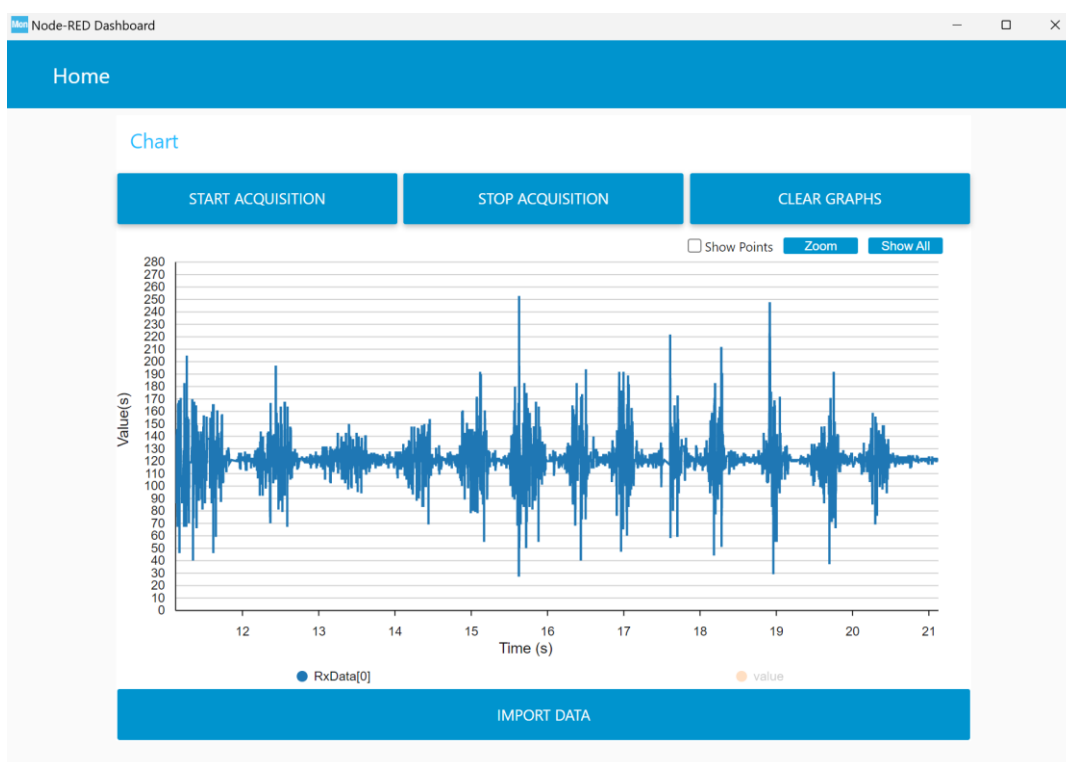 Mon Node-RED Dashboard
Home
Chart
START ACQUISITION STOP ACQUISITION CLEAR GRAPHS
Show Points Zoom Show All
280
270
260
250
240
230
220
210
200
190
180
170
160
150
140
130
120
110
100
90
80
70
60
50
40
30
20
10
0
Value(s)
12 13 14 15 16 17 18 19 20 21
Time (s)
RxData[0] value
IMPORT DATA